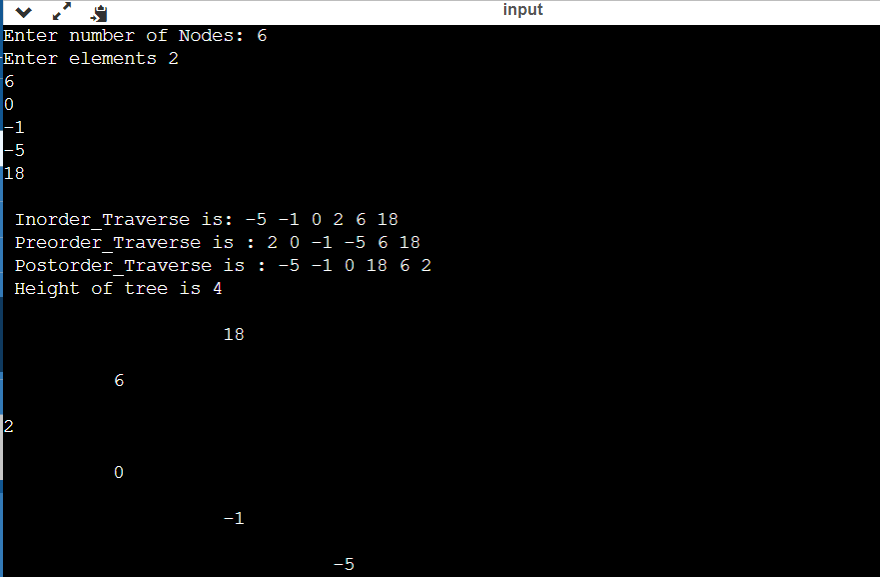 input
Enter number of Nodes: 6
Enter elements 2
6
0
-1
-5
18
Inorder_Traverse is: -5 -1 0 2 6 18
Preorder_Traverse is : 2 0 -1 -5 6 18
Postorder_Traverse is : -5 -1 0 18 6 2
Height of tree is 4
18
6
2
0
-1
-5